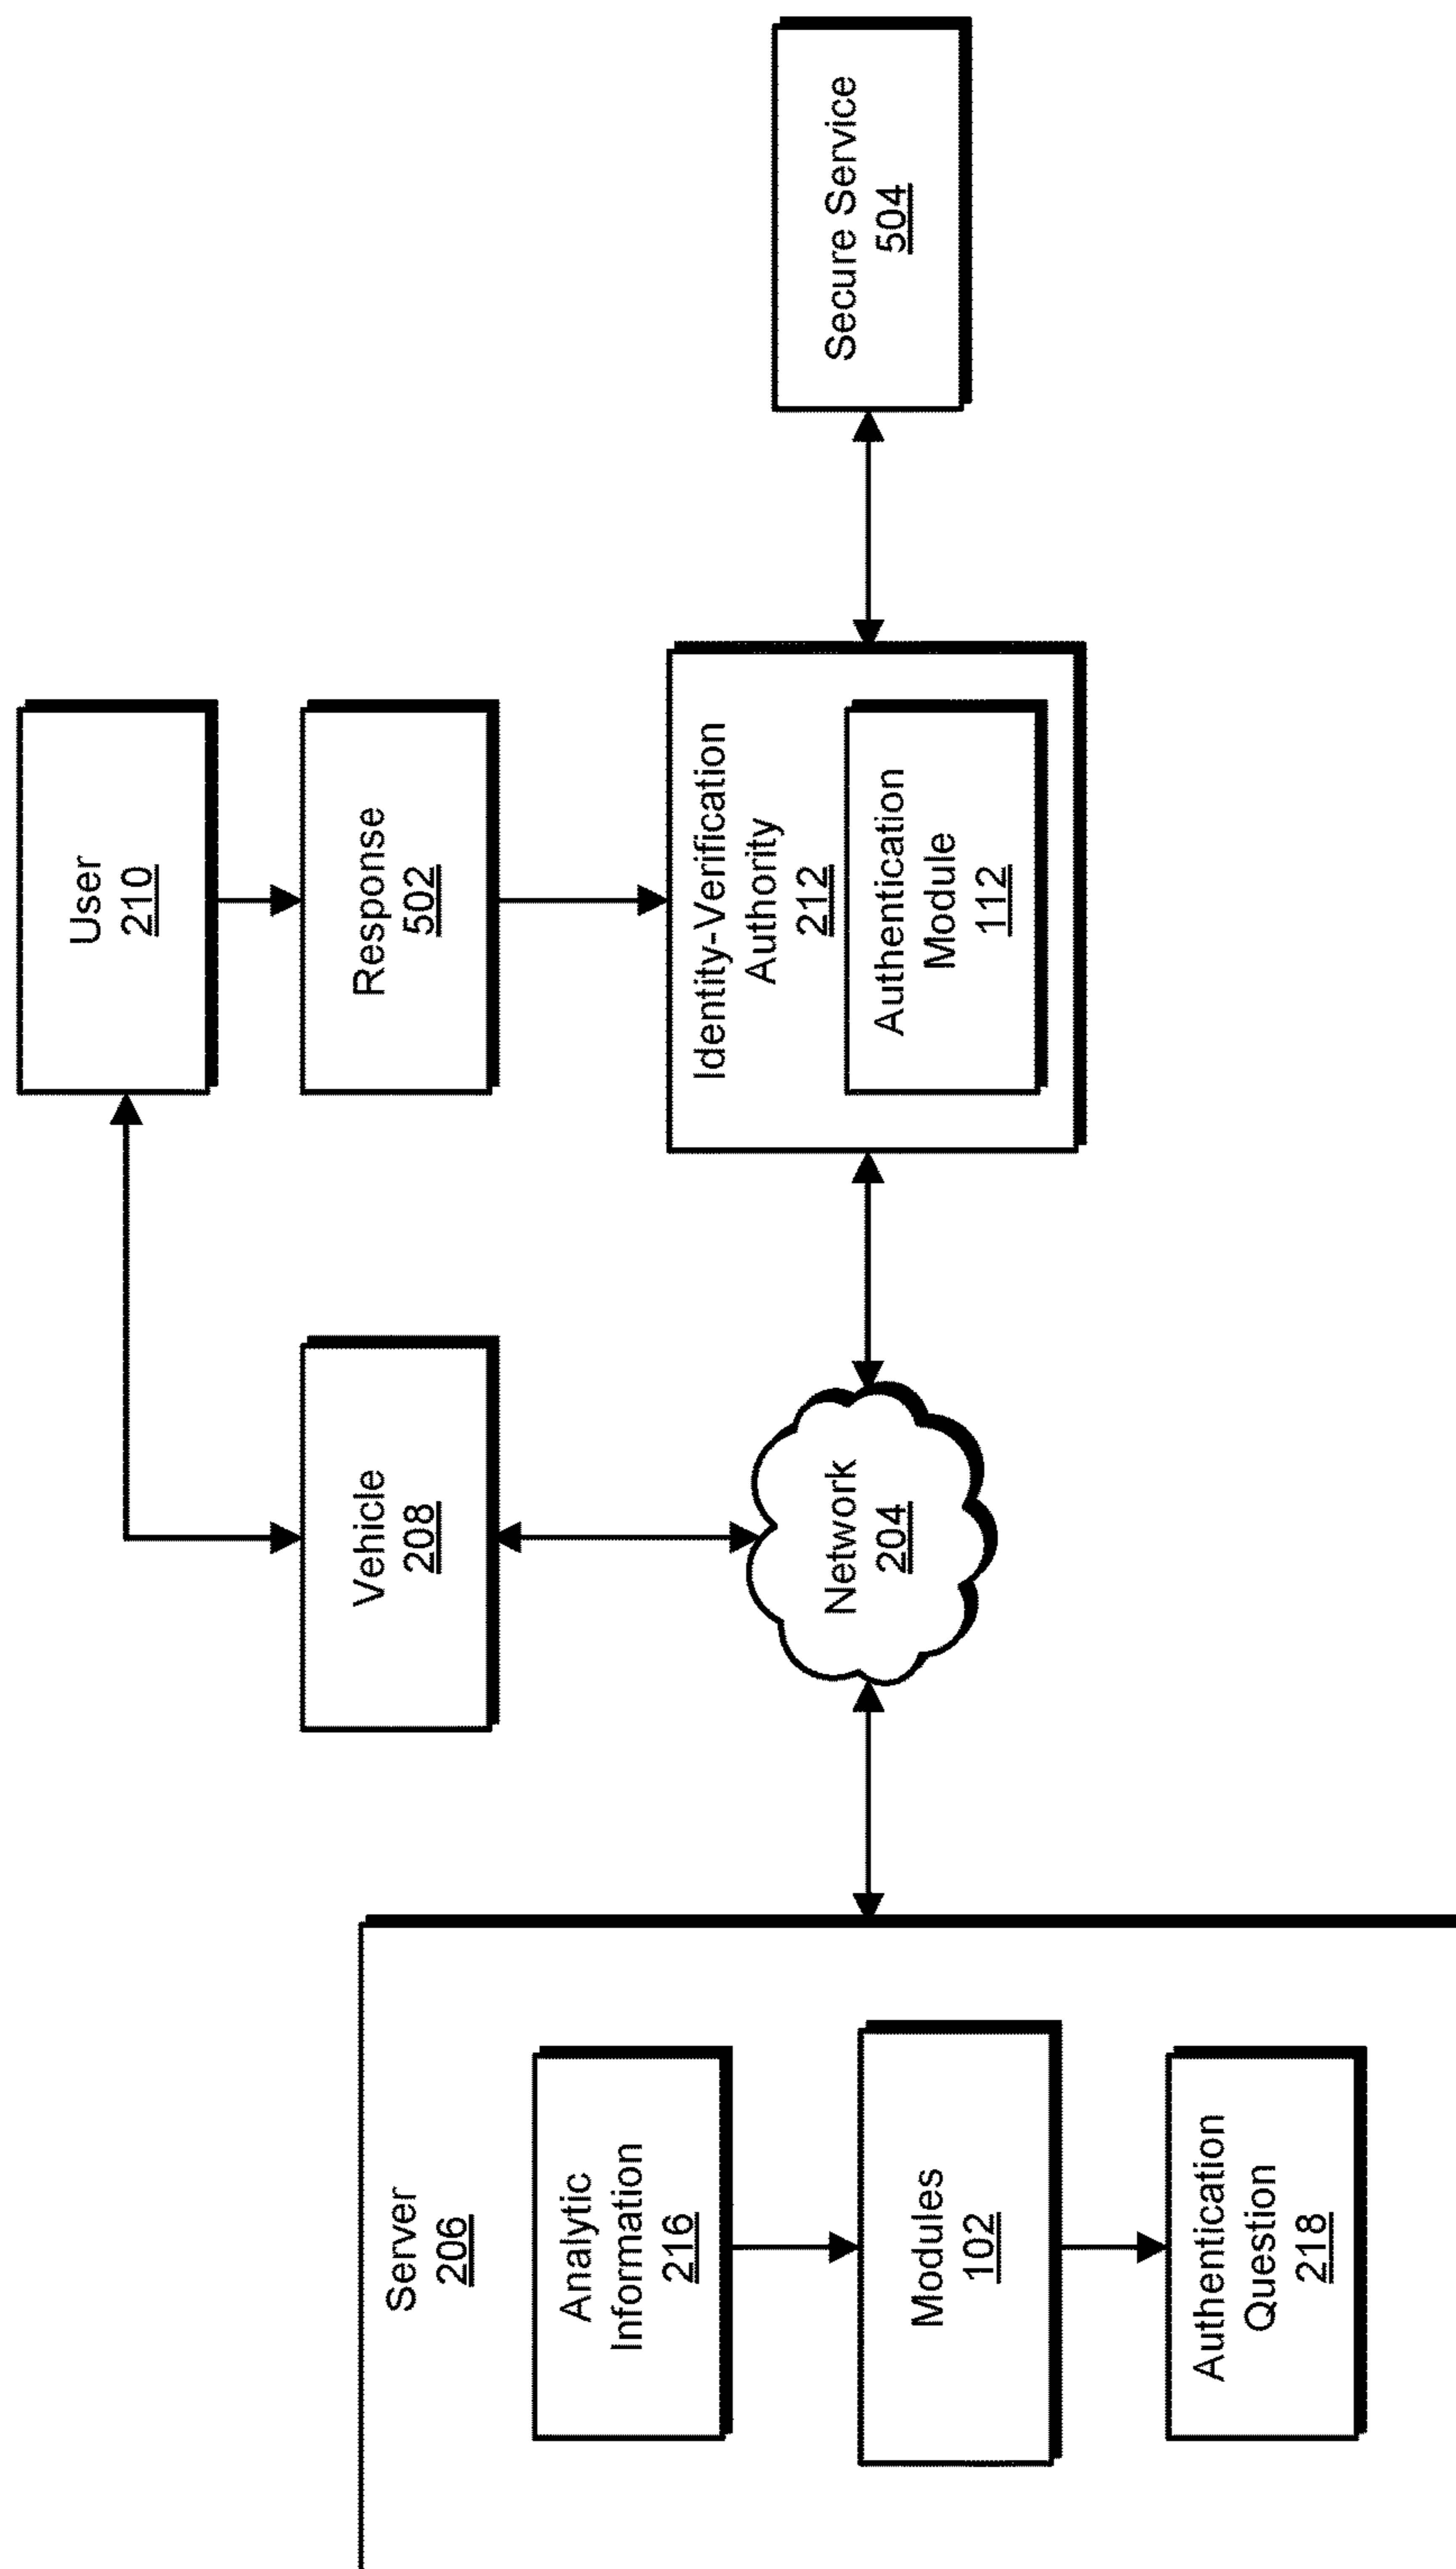 Server
206
Analytic
Information
216
Modules
102
Authentication
Question
218
Vehicle
208
Network
204
User
210
Response
502
Identity-Verification
Authority
212
Authentication
Module
112
Secure Service
504